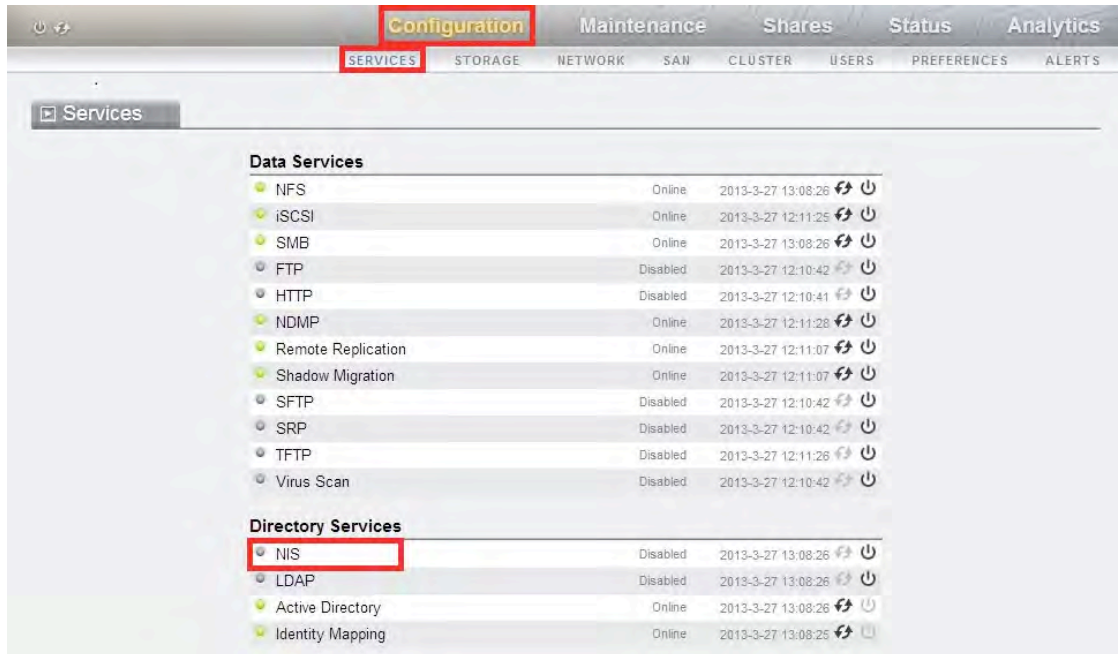 Configuration Maintenance Shares Status Analytics
SERVICES STORAGE NETWORK SAN CLUSTER USERS PREFERENCES ALERTS
Services
Data Services
NFS Online 2013-3-27 13:08:26
iSCSI Online 2013-3-27 12:11:25
SMB Online 2013-3-27 13:08:26
FTP Disabled 2013-3-27 12:10:42
HTTP Disabled 2013-3-27 12:10:41
NDMP Online 2013-3-27 12:11:28
Remote Replication Online 2013-3-27 12:11:07
Shadow Migration Online 2013-3-27 12:11:07
SFTP Disabled 2013-3-27 12:10:42
SRP Disabled 2013-3-27 12:10:42
TFTP Disabled 2013-3-27 12:11:26
Virus Scan Disabled 2013-3-27 12:10:42
Directory Services
NIS Disabled 2013-3-27 13:08:26
LDAP Disabled 2013-3-27 13:08:26
Active Directory Online 2013-3-27 13:08:26
Identity Mapping Online 2013-3-27 13:08:25